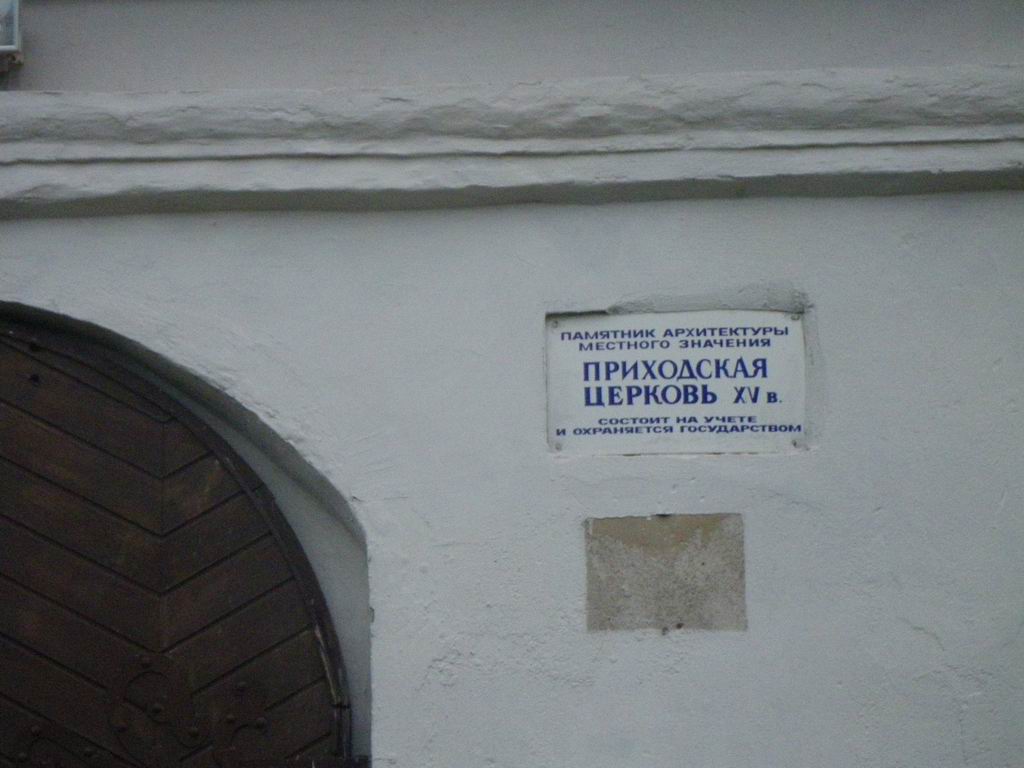 ПАМЯТНИК АРХИТЕКТУРЫ
МЕСТНОГО ЗНАЧЕНИЯ
ПРИХОДСКАЯ
ЦЕРКОВЬ XV в.
СОСТОИТ НА УЧЕТЕ
И ОХРАНЯЕТСЯ ГОСУДАРСТВОМ